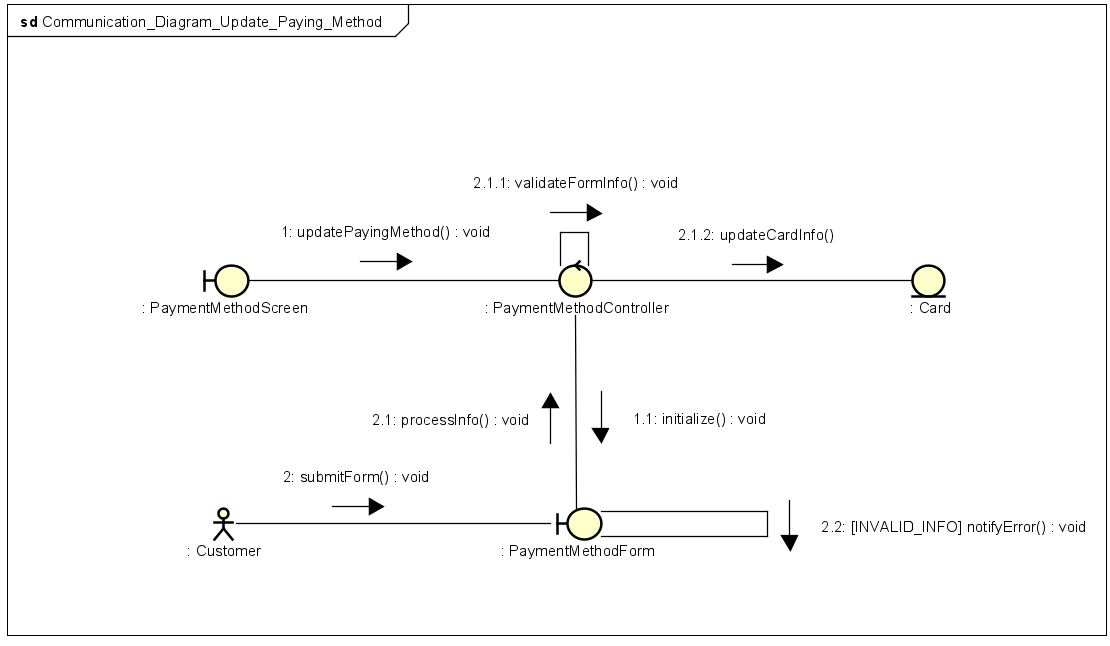 sd Communication_Diagram_Update_Paying_Method
2.1.1: validateFormInfo() : void
1: updatePayingMethod() : void
2.1.2: updateCardInfo()
: PaymentMethodScreen
: PaymentMethodController
: Card
2.1: processInfo() : void
1.1: initialize() : void
2: submitForm() : void
2.2: [INVALID_INFO] notifyError() : void
: Customer
: PaymentMethodForm